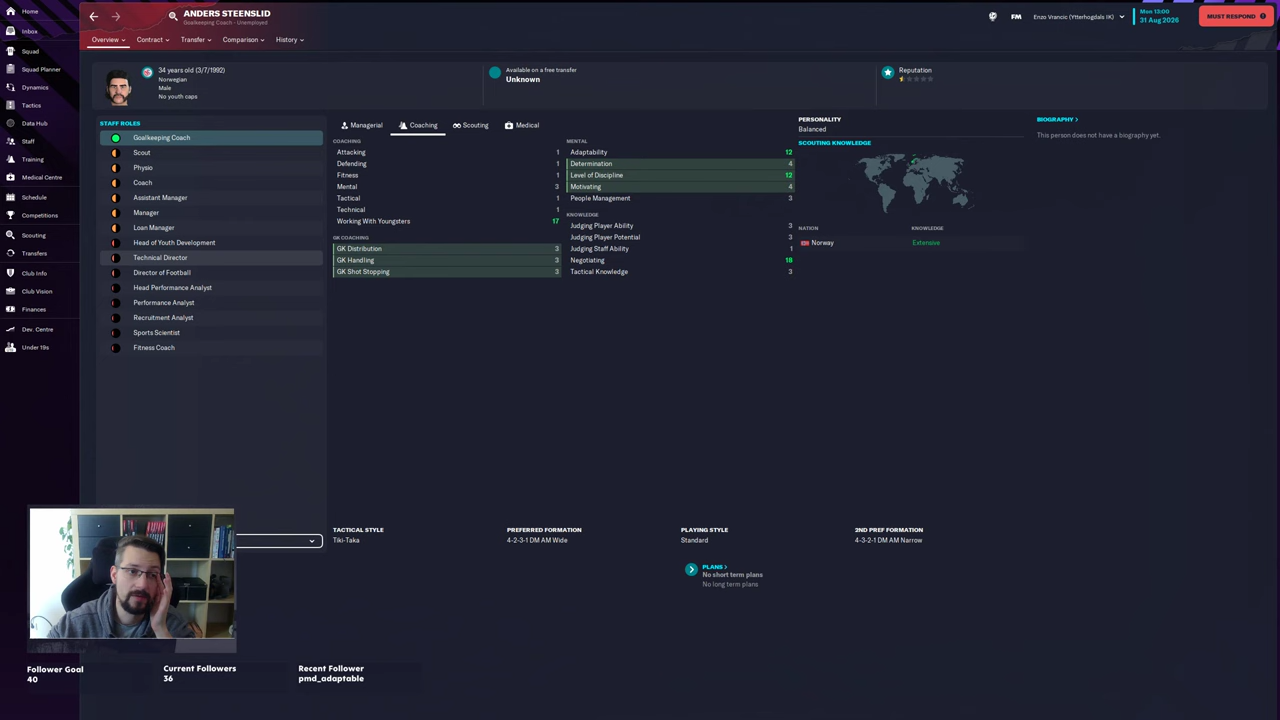 Home
Inbox
Squad
Squad Planner
Dynamics
Tactics
Data Hub
Staff
Training
Medical Centre
Schedule
Competitions
Scouting
Transfers
Club Info
Club Vision
Finances
Dev. Centre
Under 19s
ANDERS STEENSLID
Goalkeeping Coach - Unemployed
FM
Enzo Vrancic (Ytterhogdals IK)
Mon 13:00
31 Aug 2026
MUST RESPOND
Overview
Contract
Transfer
Comparison
History
34 years old (3/7/1992)
Norwegian
Male
No youth caps
Available on a free transfer
Unknown
Reputation
STAFF ROLES
Goalkeeping Coach
Scout
Physio
Coach
Assistant Manager
Manager
Loan Manager
Head of Youth Development
Technical Director
Director of Football
Head Performance Analyst
Performance Analyst
Recruitment Analyst
Sports Scientist
Fitness Coach
Managerial
Coaching
Scouting
Medical
COACHING
Attacking 1
Defending 1
Fitness 1
Mental 3
Tactical 1
Technical 1
Working With Youngsters 17
GK COACHING
GK Distribution 3
GK Handling 3
GK Shot Stopping 3
MENTAL
Adaptability 12
Determination 4
Level of Discipline 12
Motivating 4
People Management 3
KNOWLEDGE
Judging Player Ability 3
Judging Player Potential 3
Judging Staff Ability 1
Negotiating 18
Tactical Knowledge 3
PERSONALITY
Balanced
SCOUTING KNOWLEDGE
NATION KNOWLEDGE
Norway Extensive
BIOGRAPHY >
This person does not have a biography yet.
TACTICAL STYLE
Tiki-Taka
PREFERRED FORMATION
4-2-3-1 DM AM Wide
PLAYING STYLE
Standard
2ND PREF FORMATION
4-3-2-1 DM AM Narrow
PLANS >
No short term plans
No long term plans
Follower Goal
40
Current Followers
36
Recent Follower
pmd_adaptable